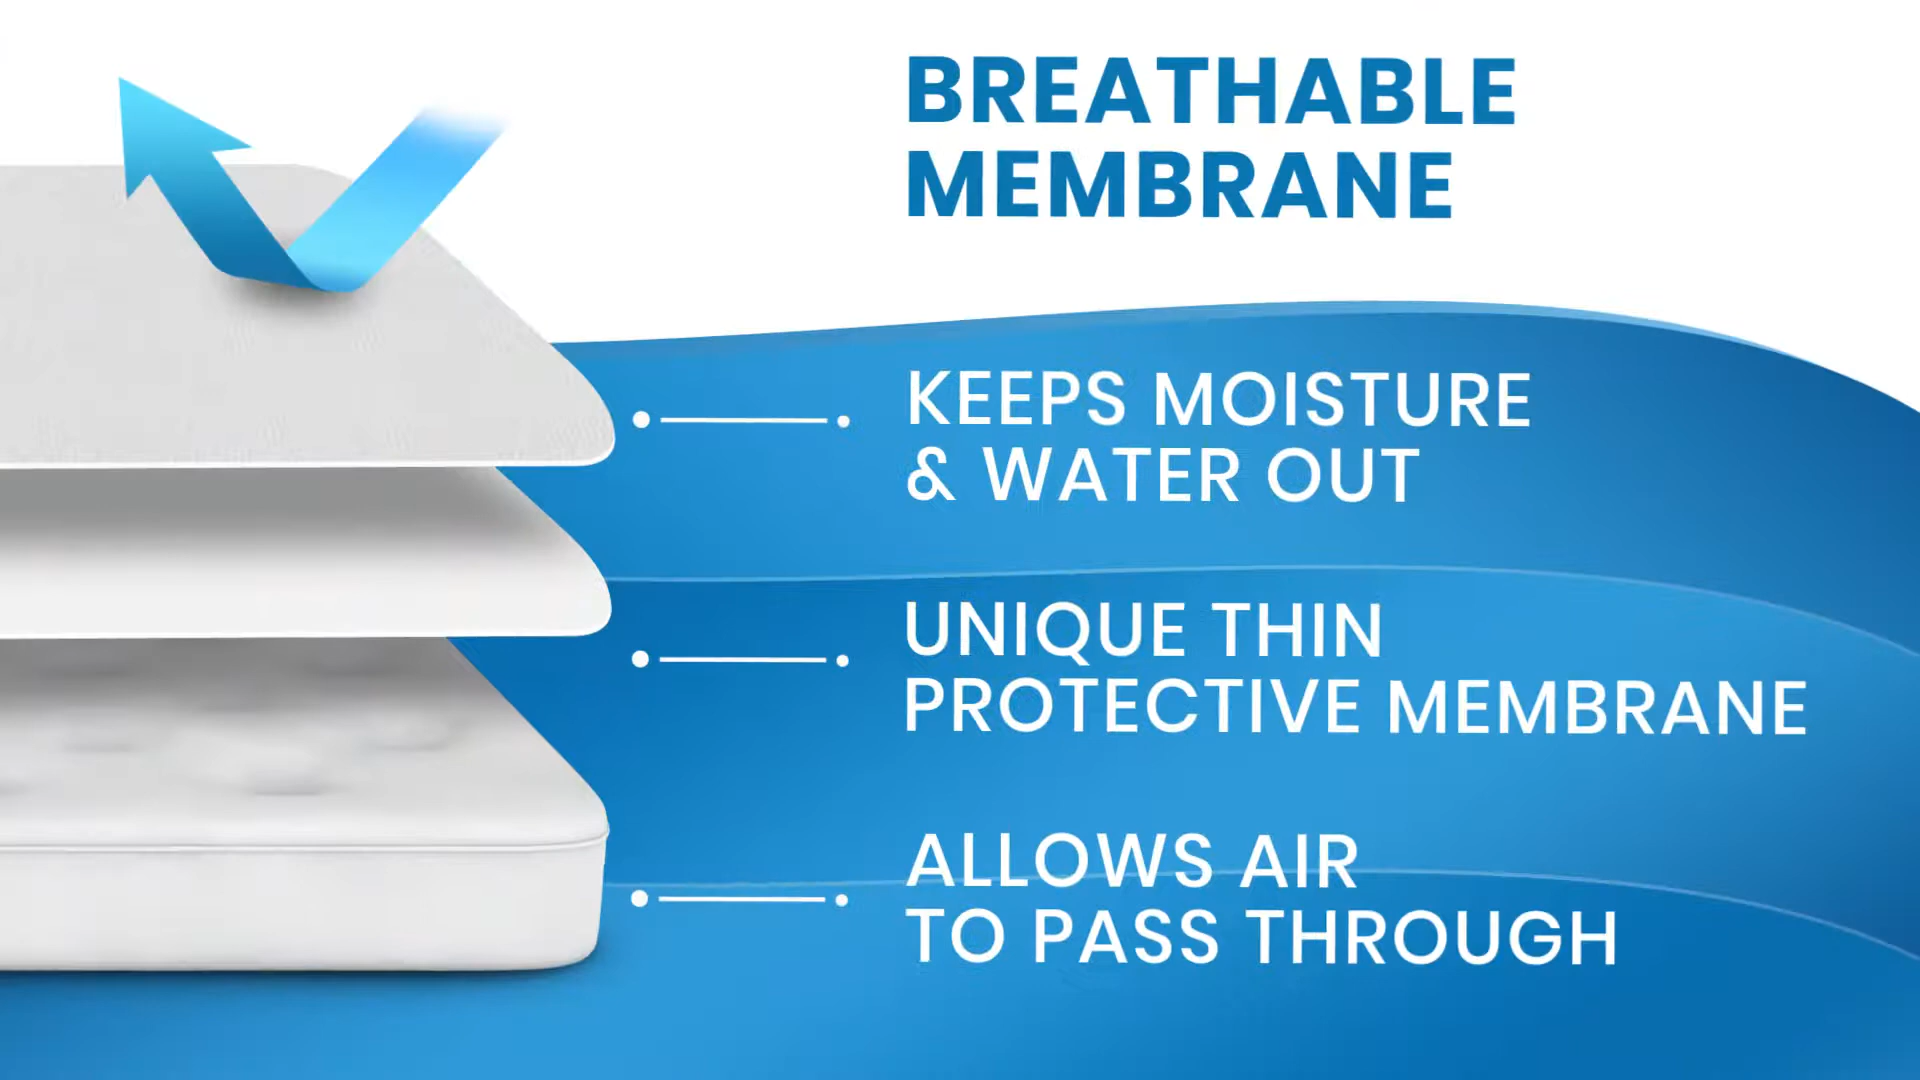 BREATHABLE
MEMBRANE
KEEPS MOISTURE
& WATER OUT
UNIQUE THIN
PROTECTIVE MEMBRANE
ALLOWS AIR
TO PASS THROUGH